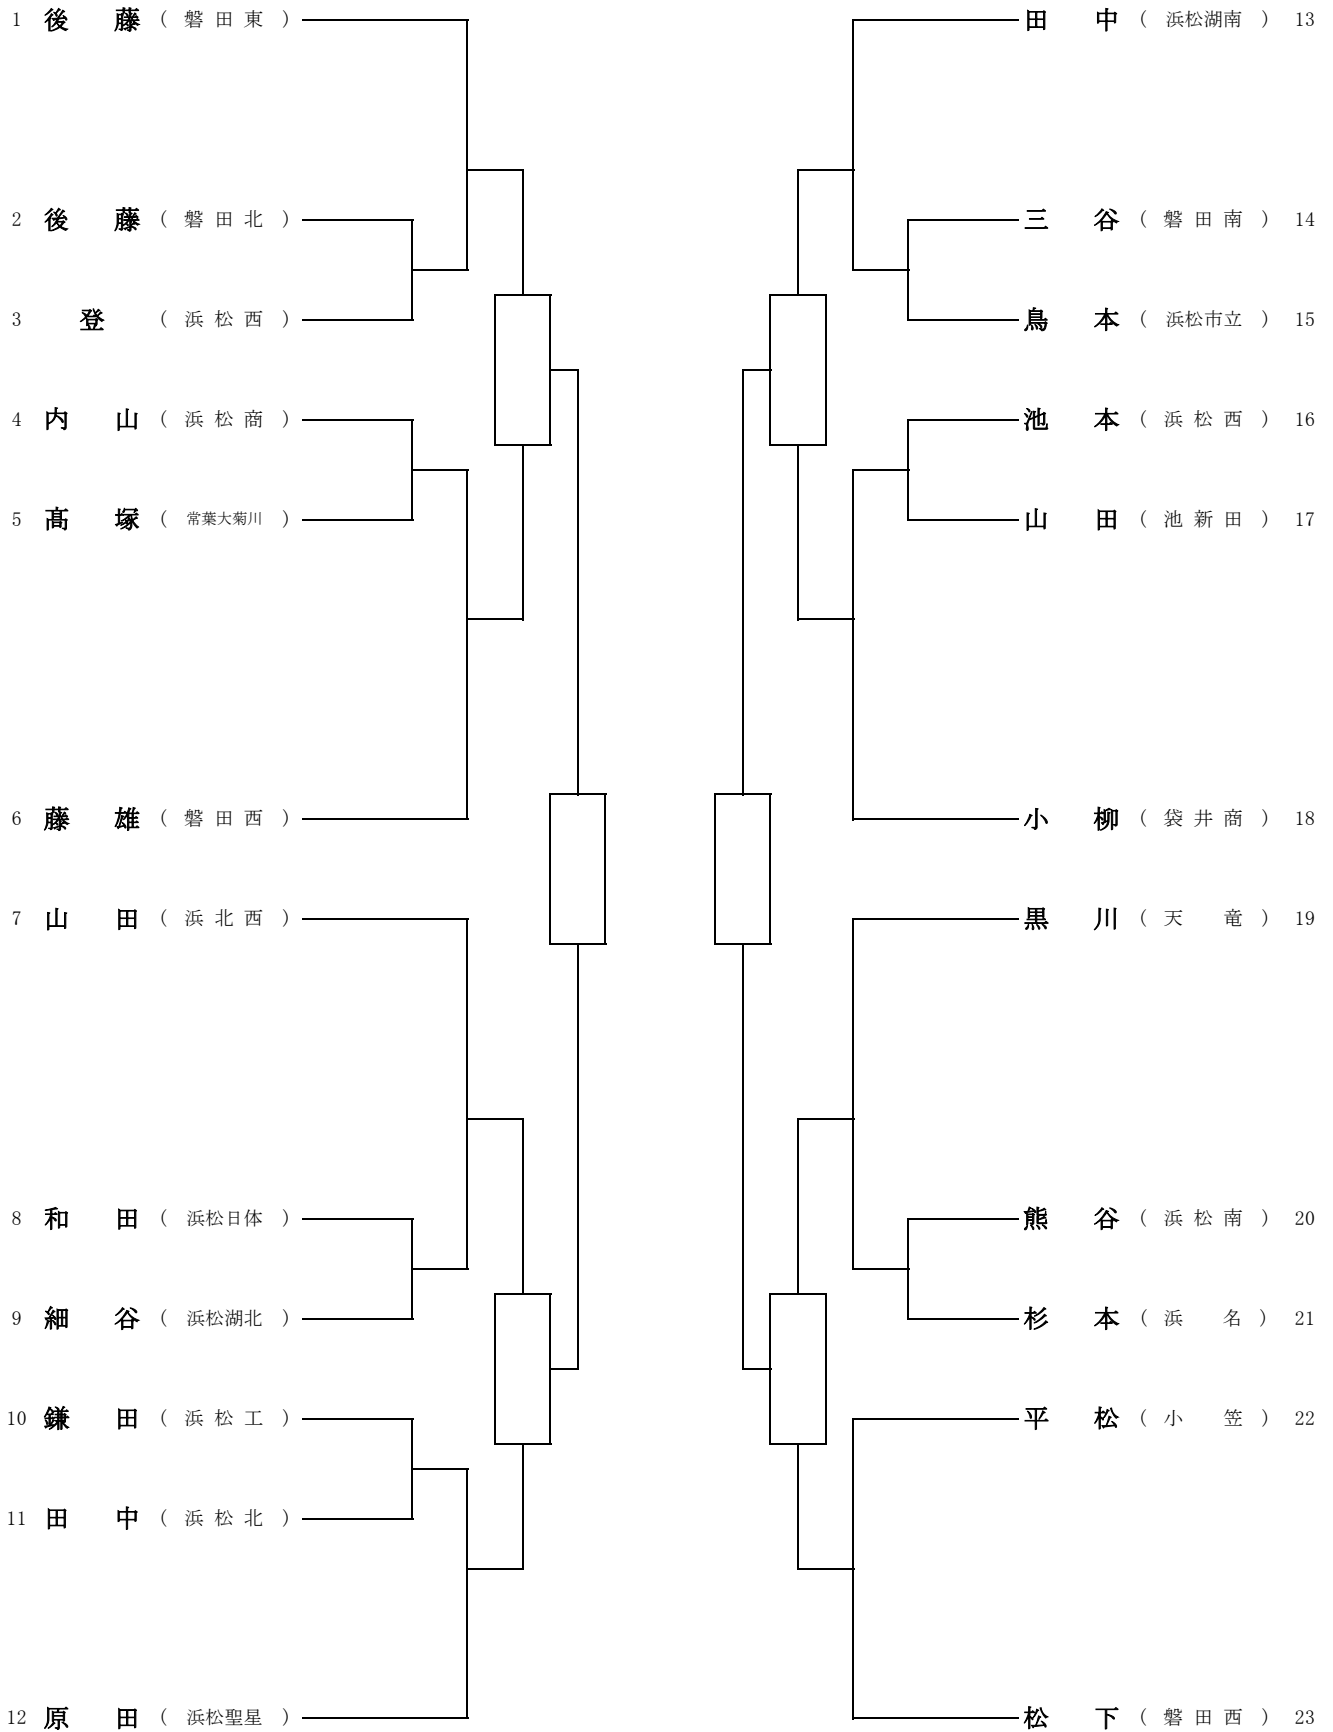 1 後 藤 ( 磐 田 東 )
2 後 藤 ( 磐 田 北 )
3 登 ( 浜 松 西 )
4 内 山 ( 浜 松 商 )
5 髙 塚 ( 常葉大菊川 )
6 藤 雄 ( 磐 田 西 )
7 山 田 ( 浜 北 西 )
8 和 田 ( 浜松日体 )
9 細 谷 ( 浜松湖北 )
10 鎌 田 ( 浜 松 工 )
11 田 中 ( 浜 松 北 )
12 原 田 ( 浜松聖星 )
田 中 ( 浜松湖南 ) 13
三 谷 ( 磐 田 南 ) 14
鳥 本 ( 浜松市立 ) 15
池 本 ( 浜 松 西 ) 16
山 田 ( 池 新 田 ) 17
小 柳 ( 袋 井 商 ) 18
黒 川 ( 天 竜 ) 19
熊 谷 ( 浜 松 南 ) 20
杉 本 ( 浜 名 ) 21
平 松 ( 小 笠 ) 22
松 下 ( 磐 田 西 ) 23